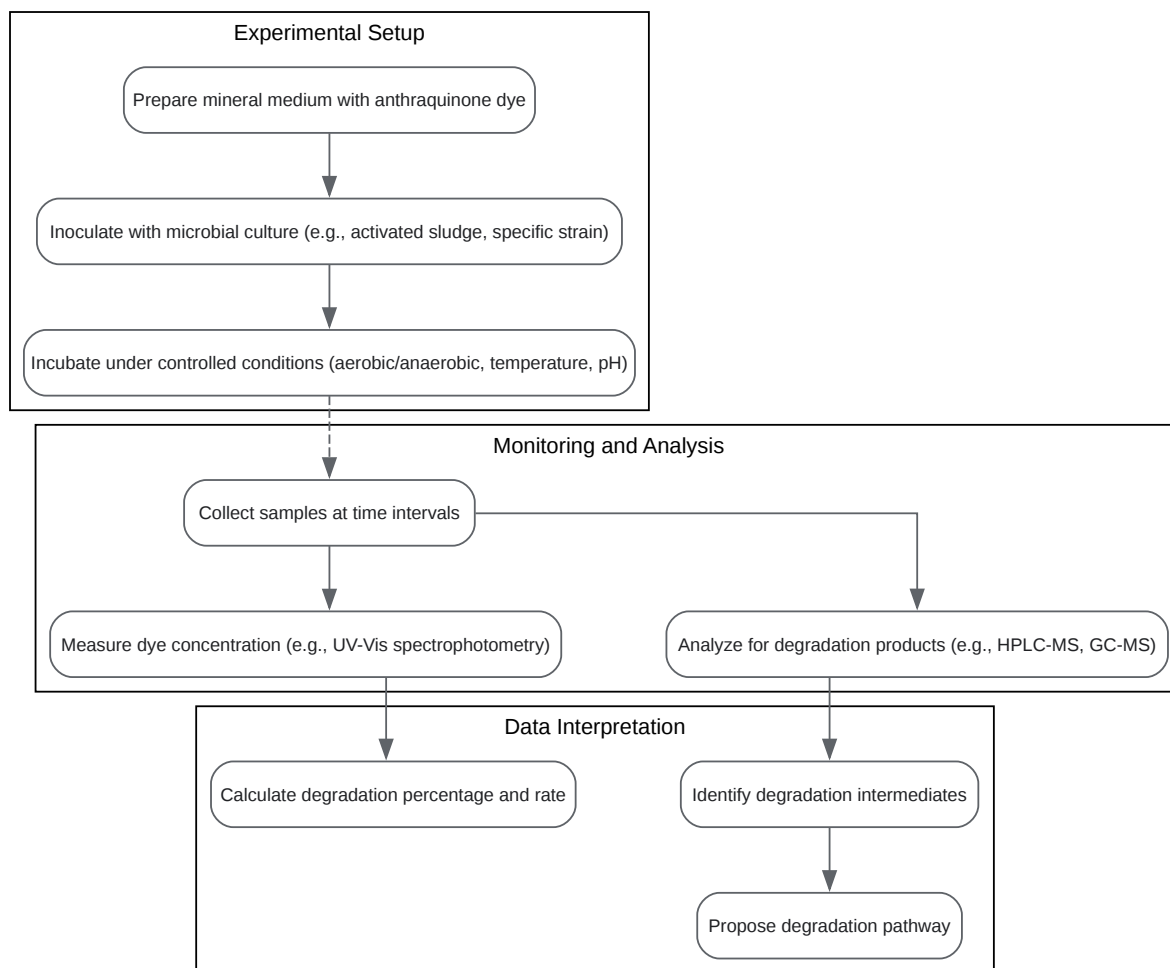 Experimental Setup
Prepare mineral medium with anthraquinone dye
Inoculate with microbial culture (e.g., activated sludge, specific strain)
Incubate under controlled conditions (aerobic/anaerobic, temperature, pH)
Monitoring and Analysis
Collect samples at time intervals
Measure dye concentration (e.g., UV-Vis spectrophotometry)
Analyze for degradation products (e.g., HPLC-MS, GC-MS)
Data Interpretation
Calculate degradation percentage and rate
Identify degradation intermediates
Propose degradation pathway